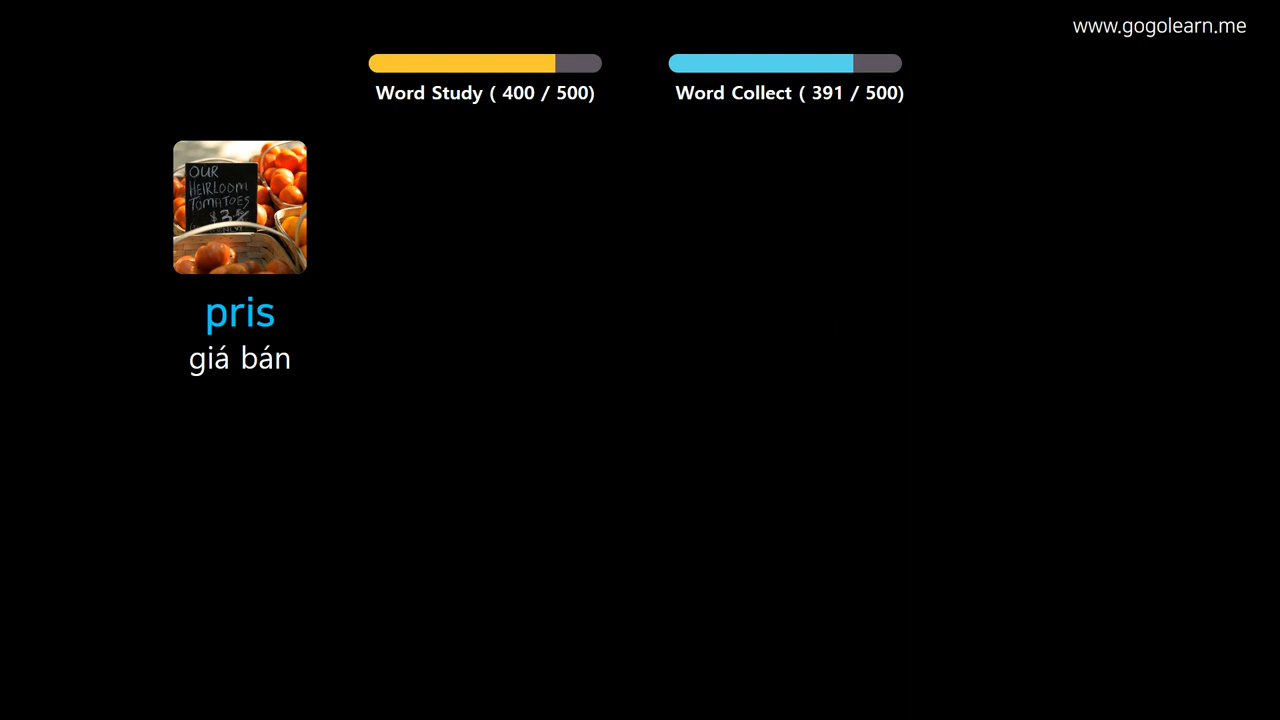 www.gogolearn.me
Word Study ( 400 / 500)
Word Collect ( 391 / 500)
OUR
HEIRLOOM
TOMATOES
pris
giá bán